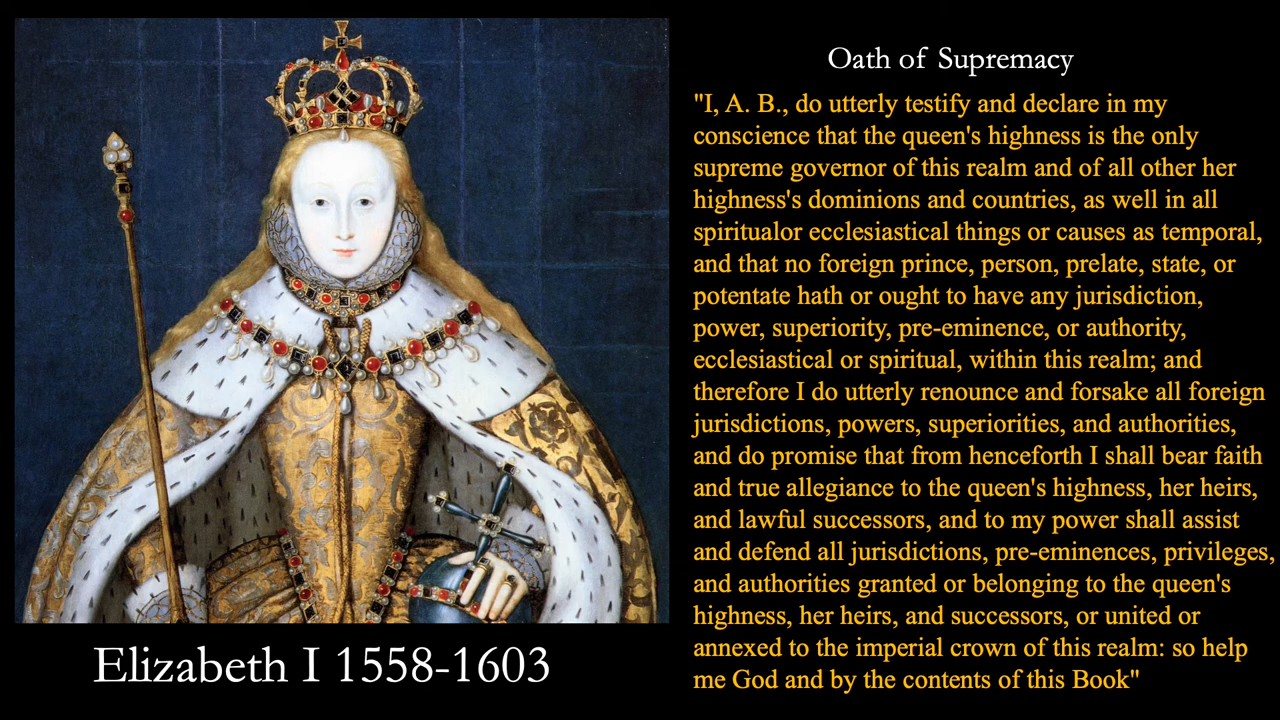 Oath of Supremacy
"I, A. B., do utterly testify and declare in my
conscience that the queen's highness is the only
supreme governor of this realm and of all other her
highness's dominions and countries, as well in all
spiritualor ecclesiastical things or causes as temporal,
and that no foreign prince, person, prelate, state, or
potentate hath or ought to have any jurisdiction,
power, superiority, pre-eminence, or authority,
ecclesiastical or spiritual, within this realm; and
therefore I do utterly renounce and forsake all foreign
jurisdictions, powers, superiorities, and authorities,
and do promise that from henceforth I shall bear faith
and true allegiance to the queen's highness, her heirs,
and lawful successors, and to my power shall assist
and defend all jurisdictions, pre-eminences, privileges,
and authorities granted or belonging to the queen's
highness, her heirs, and successors, or united or
annexed to the imperial crown of this realm: so help
me God and by the contents of this Book"
Elizabeth I 1558-1603